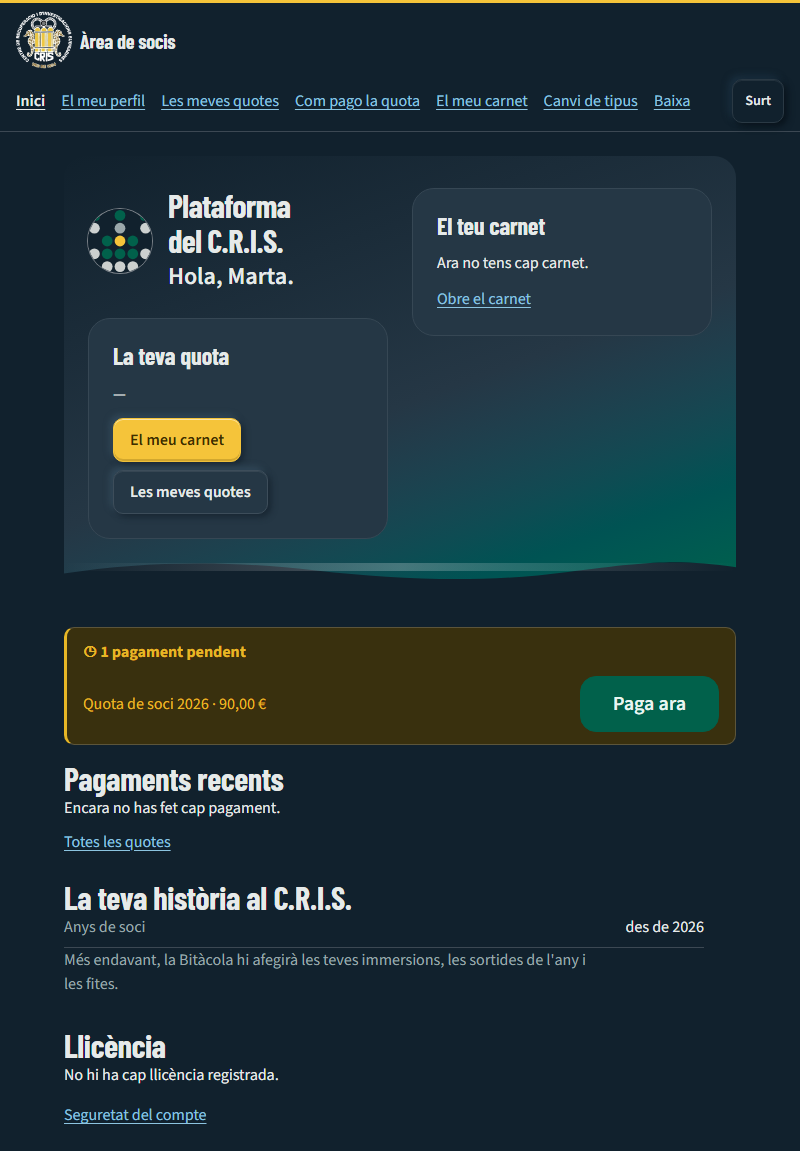 CRIS
Àrea de socis
Inici
El meu perfil
Les meves quotes
Com pago la quota
El meu carnet
Canvi de tipus
Baixa
Surt
Plataforma
del C.R.I.S.
Hola, Marta.
La teva quota
—
El meu carnet
Les meves quotes
El teu carnet
Ara no tens cap carnet.
Obre el carnet
1 pagament pendent
Quota de soci 2026 · 90,00 €
Paga ara
Pagaments recents
Encara no has fet cap pagament.
Totes les quotes
La teva història al C.R.I.S.
Anys de soci
des de 2026
Més endavant, la Bitàcola hi afegirà les teves immersions, les sortides de l'any i
les fites.
Llicència
No hi ha cap llicència registrada.
Seguretat del compte